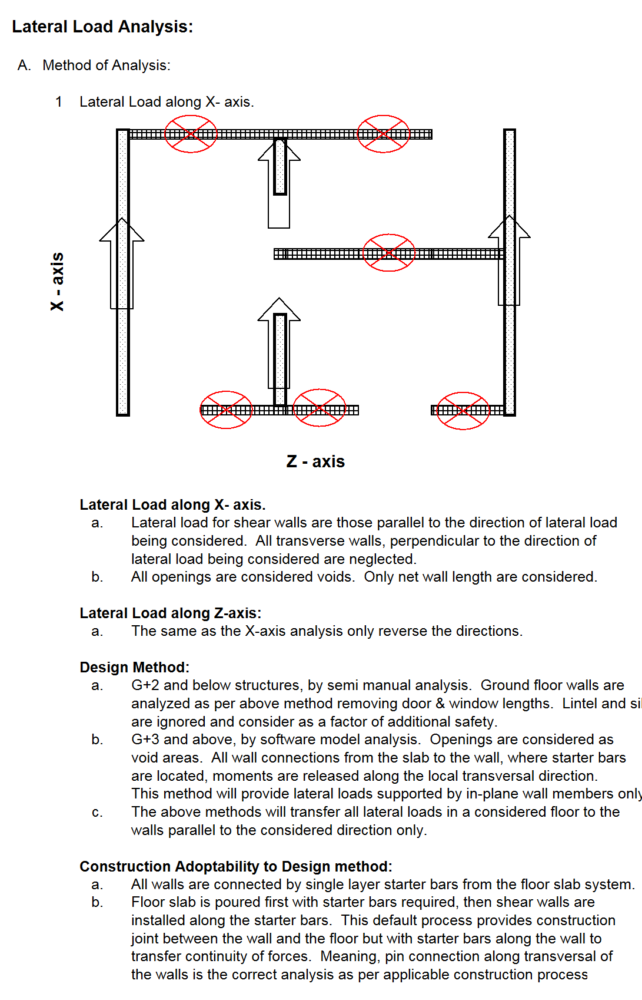 Lateral Load Analysis:
A. Method of Analysis:
1 Lateral Load along X- axis.
X - axis
Z - axis
Lateral Load along X- axis.
a. Lateral load for shear walls are those parallel to the direction of lateral load
being considered. All transverse walls, perpendicular to the direction of
lateral load being considered are neglected.
b. All openings are considered voids. Only net wall length are considered.
Lateral Load along Z-axis:
a. The same as the X-axis analysis only reverse the directions.
Design Method:
a. G+2 and below structures, by semi manual analysis. Ground floor walls are
analyzed as per above method removing door & window lengths. Lintel and
are ignored and consider as a factor of additional safety.
b. G+3 and above, by software model analysis. Openings are considered as
void areas. All wall connections from the slab to the wall, where starter bars
are located, moments are released along the local transversal direction.
This method will provide lateral loads supported by in-plane wall members only
c. The above methods will transfer all lateral loads in a considered floor to the
walls parallel to the considered direction only.
Construction Adoptability to Design method:
a. All walls are connected by single layer starter bars from the floor slab system.
b. Floor slab is poured first with starter bars required, then shear walls are
installed along the starter bars. This default process provides construction
joint between the wall and the floor but with starter bars along the wall to
transfer continuity of forces. Meaning, pin connection along transversal of
the walls is the correct analysis as per applicable construction process